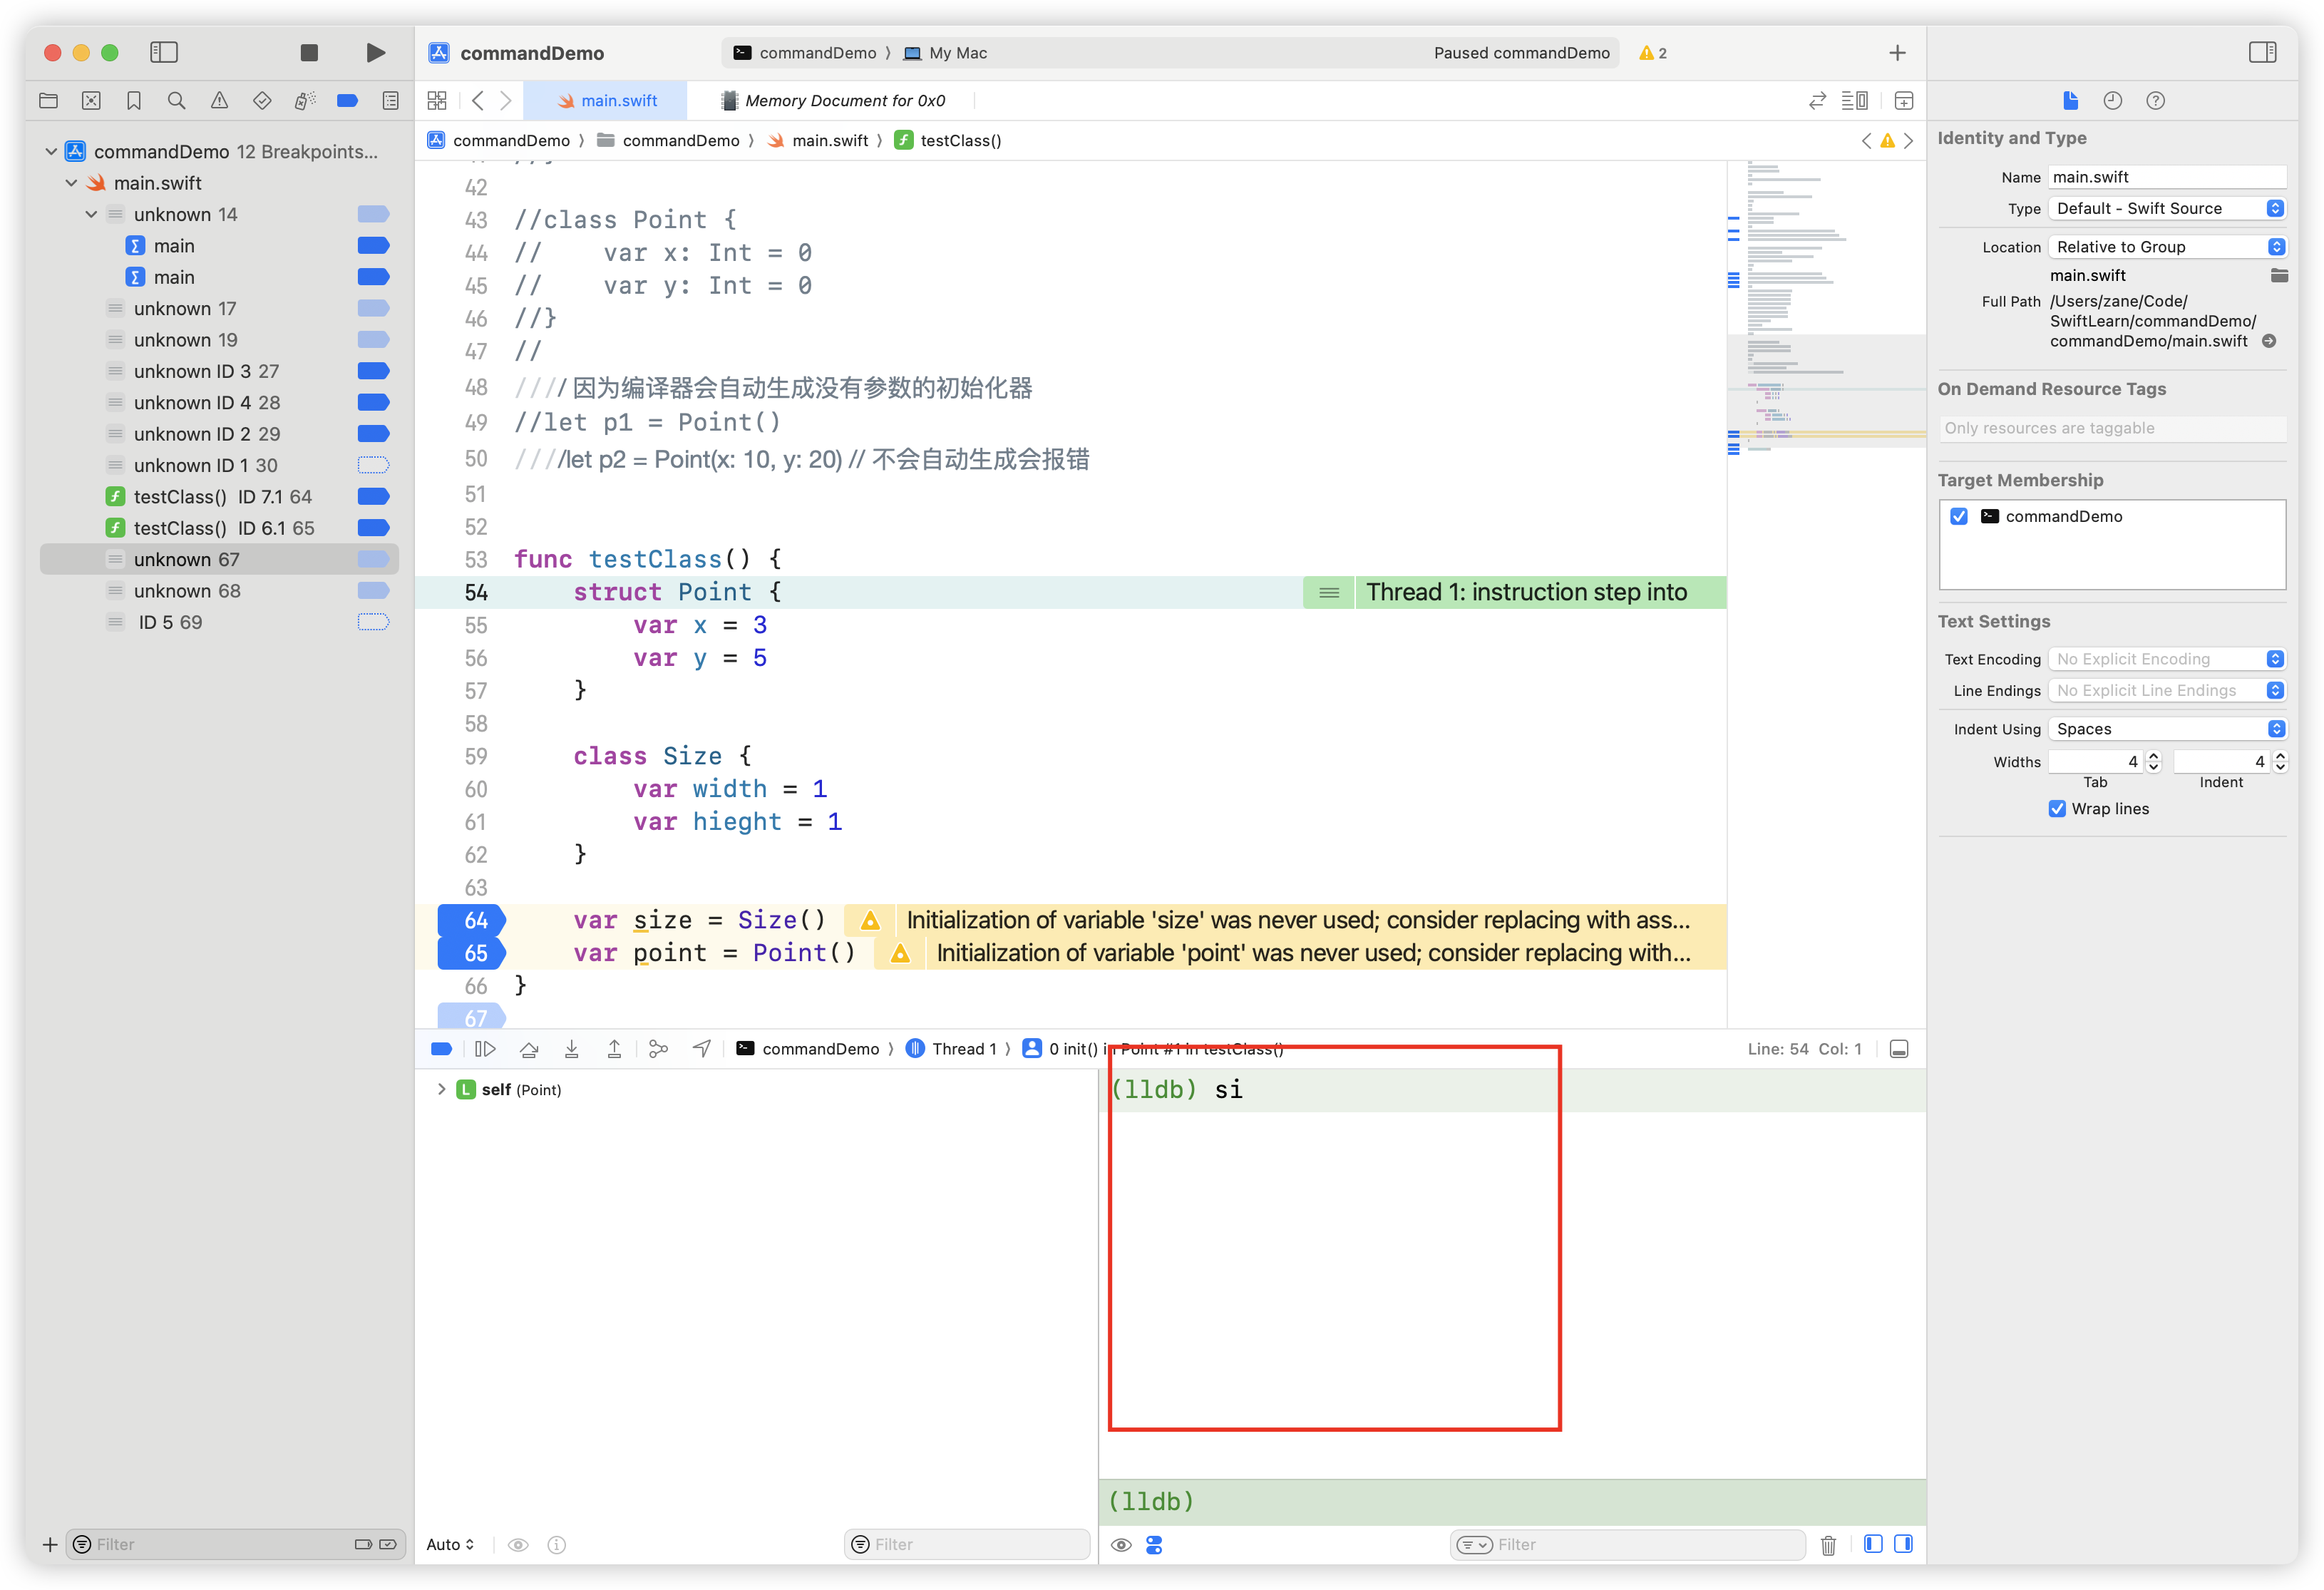 commandDemo
commandDemo 〉 My Mac
Paused commandDemo
2
main.swift
Memory Document for 0x0
commandDemo 〉 commandDemo 〉 main.swift 〉 testClass()
commandDemo 12 Breakpoints...
main.swift
unknown 14
main
main
unknown 17
unknown 19
unknown ID 3 27
unknown ID 4 28
unknown ID 2 29
unknown ID 1 30
testClass() ID 7.1 64
testClass() ID 6.1 65
unknown 67
unknown 68
ID 5 69
Filter
42
43 //class Point {
44 //    var x: Int = 0
45 //    var y: Int = 0
46 //}
47 //
48 ////因为编译器会自动生成没有参数的初始化器
49 //let p1 = Point()
50 ////let p2 = Point(x: 10, y: 20) // 不会自动生成会报错
51
52
53 func testClass() {
54     struct Point {
Thread 1: instruction step into
55         var x = 3
56         var y = 5
57     }
58
59     class Size {
60         var width = 1
61         var hieght = 1
62     }
63
64     var size = Size()
Initialization of variable 'size' was never used; consider replacing with ass...
65     var point = Point()
Initialization of variable 'point' was never used; consider replacing with...
66 }
67
commandDemo 〉 Thread 1 〉 0 init() in Point #1 in testClass()
Line: 54 Col: 1
L self (Point)
Auto
Filter
(lldb) si
(lldb)
Filter
Identity and Type
Name main.swift
Type Default - Swift Source
Location Relative to Group
main.swift
Full Path /Users/zane/Code/
SwiftLearn/commandDemo/
commandDemo/main.swift
On Demand Resource Tags
Only resources are taggable
Target Membership
commandDemo
Text Settings
Text Encoding No Explicit Encoding
Line Endings No Explicit Line Endings
Indent Using Spaces
Widths 4 4
Tab Indent
Wrap lines